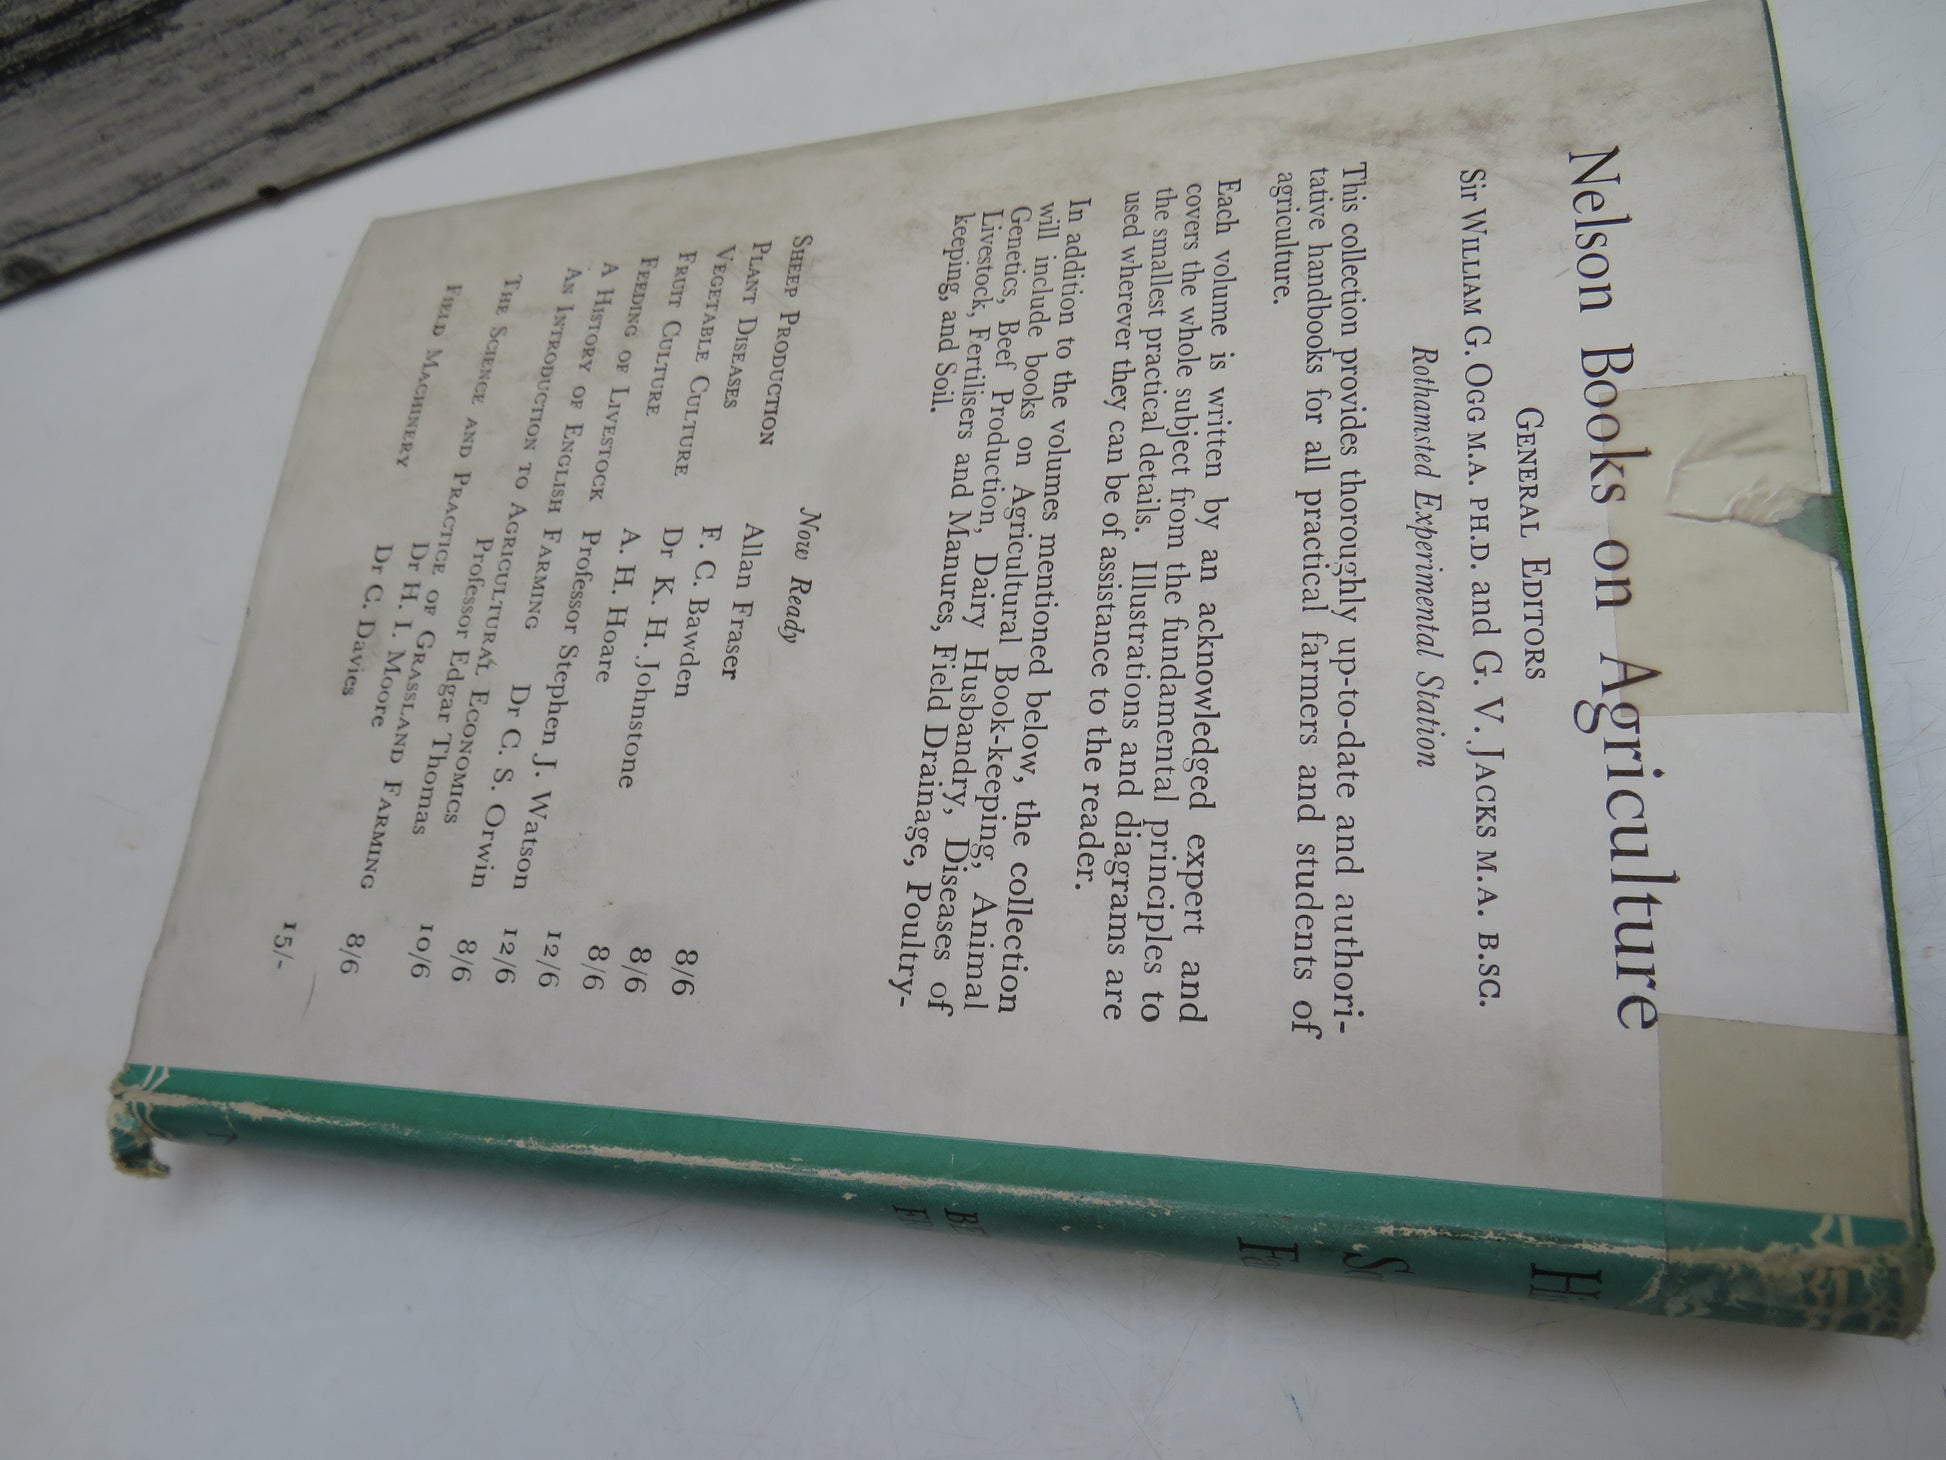 Nelson Books on Agriculture
GENERAL EDITORS
Sir WILLIAM G. OGG M.A. PH.D. and G. V. JACKS M.A. B.SC.
Rothamsted Experimental Station
This collection provides thoroughly up-to-date and authori-
tative handbooks for all practical farmers and students of
agriculture.
Each volume is written by an acknowledged expert and
covers the whole subject from the fundamental principles to
the smallest practical details. Illustrations and diagrams are
used wherever they can be of assistance to the reader.
In addition to the volumes mentioned below, the collection
will include books on Agricultural Book-keeping, Animal
Genetics, Beef Production, Dairy Husbandry, Diseases of
Livestock, Fertilisers and Manures, Field Drainage, Poultry-
keeping, and Soil.
Now Ready
SHEEP PRODUCTION Allan Fraser 8/6
PLANT DISEASES F. C. Bawden 8/6
VEGETABLE CULTURE Dr K. H. Johnstone 8/6
FRUIT CULTURE A. H. Hoare 12/6
FEEDING OF LIVESTOCK Professor Stephen J. Watson 12/6
A HISTORY OF ENGLISH FARMING Dr C. S. Orwin 8/6
AN INTRODUCTION TO AGRICULTURAL ECONOMICS
Professor Edgar Thomas 10/6
THE SCIENCE AND PRACTICE OF GRASSLAND FARMING
Dr H. I. Moore 8/6
FIELD MACHINERY Dr C. Davies 15/-